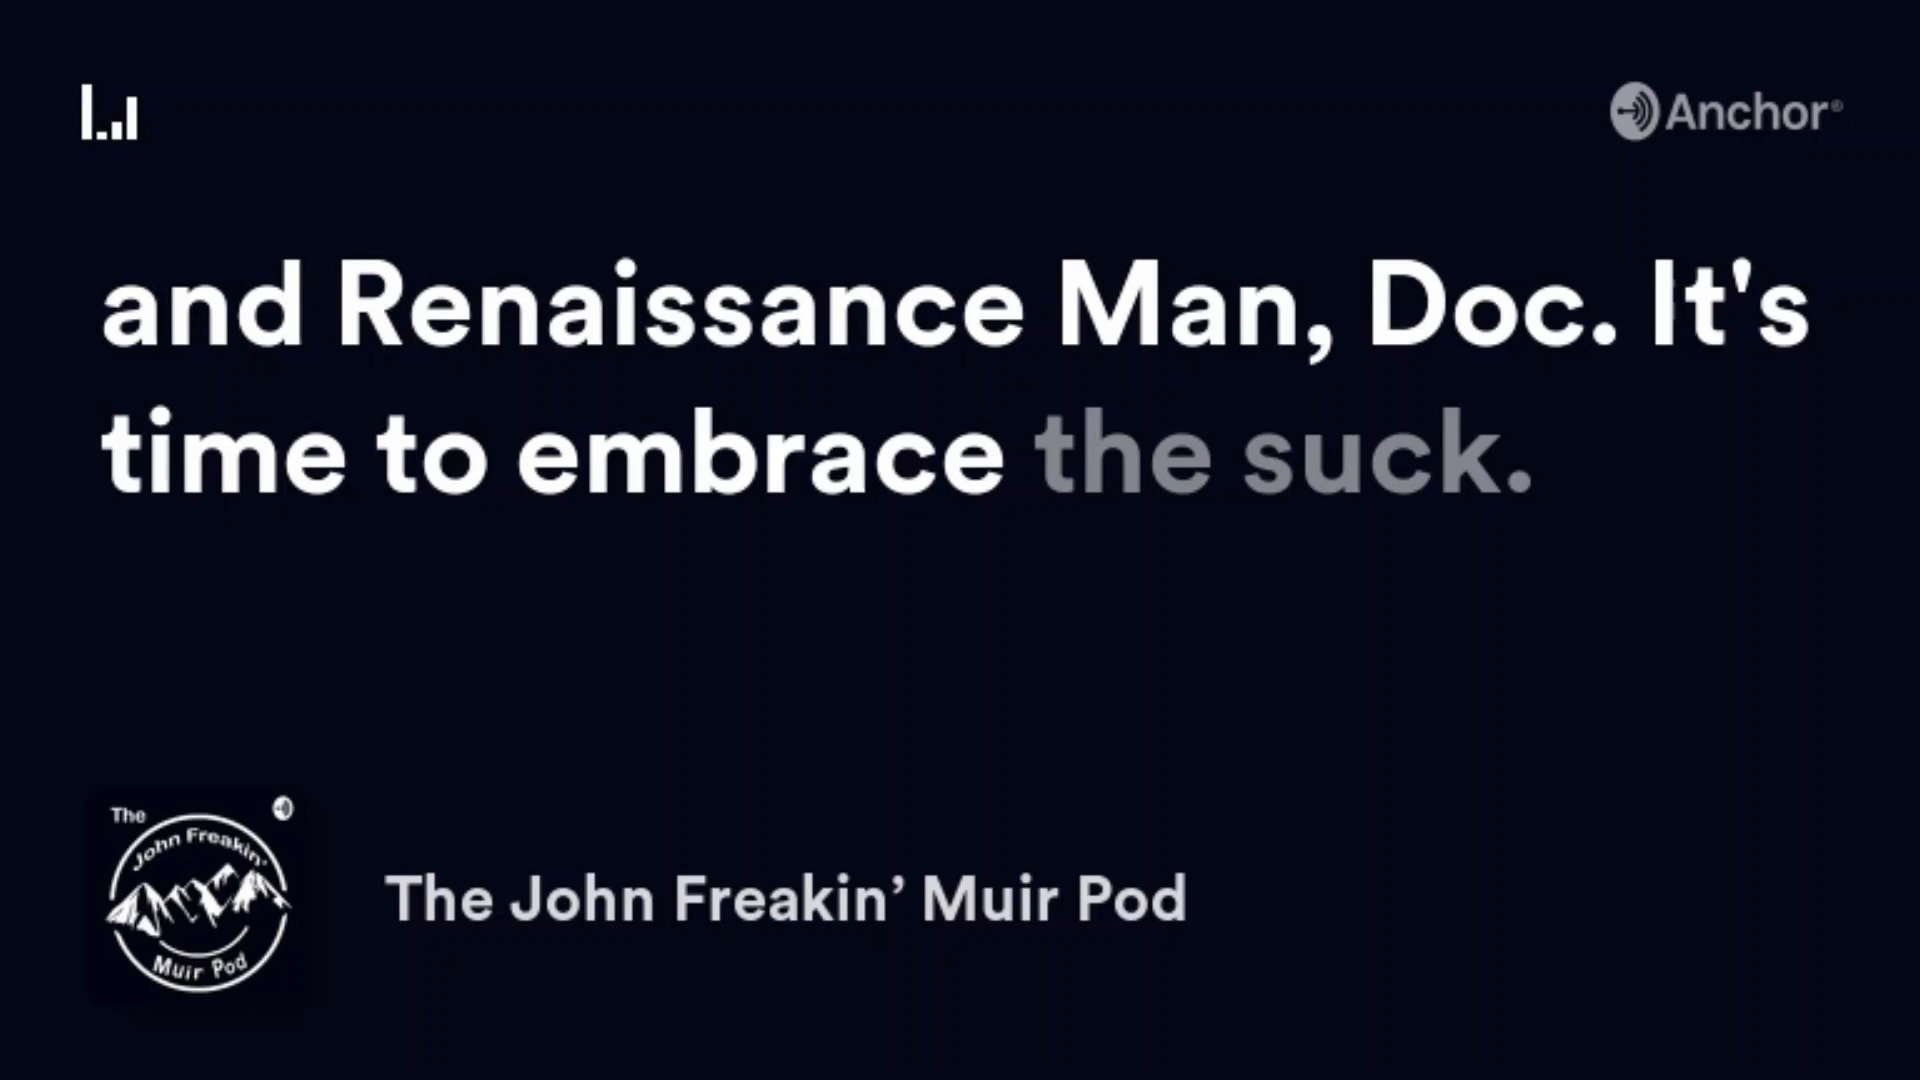 Anchor®
and Renaissance Man, Doc. It's
time to embrace the suck.
The
John Freakin'
Muir Pod
The John Freakin’ Muir Pod